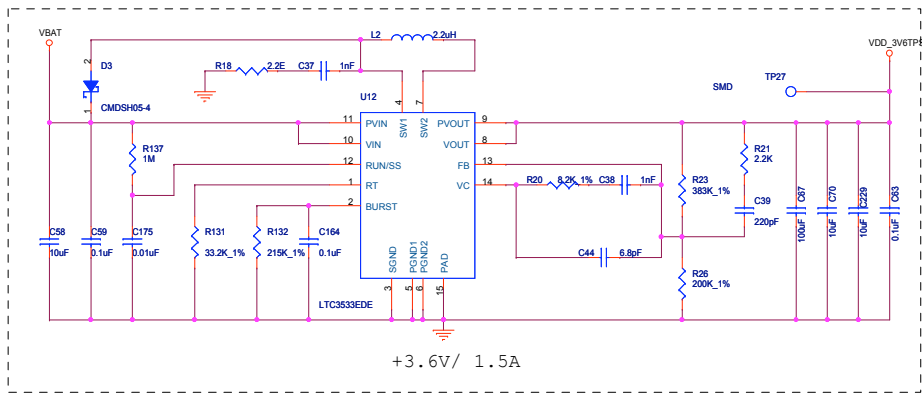 VBAT
L2 2.2uH
VDD_3V6TPS
2
D3
1
CMDSH05-4
R18 2.2E C37 1nF
SMD
TP27
U12
4 7
SW1 SW2
11 PVIN
10 VIN
12 RUN/SS
1 RT
2 BURST
PVOUT 9
VOUT 8
FB 13
VC 14
SGND PGND1 PGND2 PAD
3 5 6 15
LTC3533EDE
R137
1M
C58
10uF
C59
0.1uF
C175
0.01uF
R131
33.2K_1%
R132
215K_1%
C164
0.1uF
R20 8.2K_1% C38 1nF
C44 6.8pF
R23
383K_1%
R21
2.2K
C39
220pF
R26
200K_1%
C67
100uF
C70
10uF
C229
10uF
C63
0.1uF
+3.6V/ 1.5A